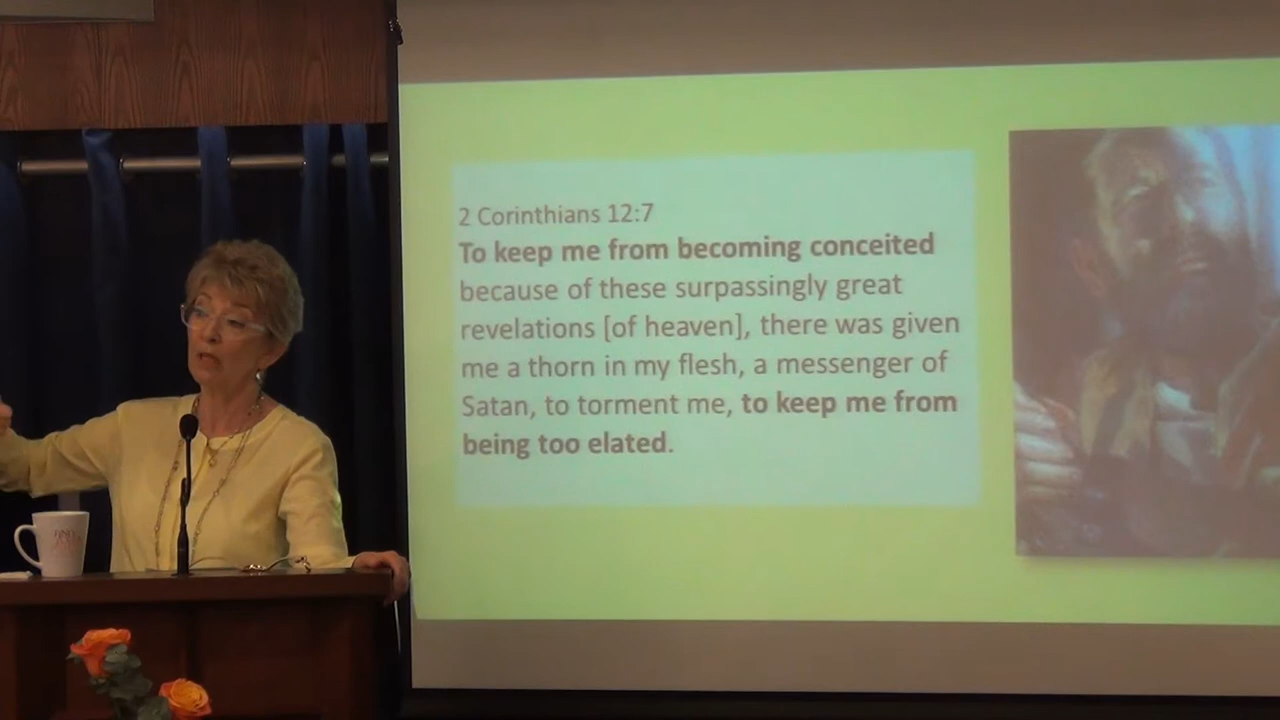 2 Corinthians 12:7
To keep me from becoming conceited
because of these surpassingly great
revelations [of heaven], there was given
me a thorn in my flesh, a messenger of
Satan, to torment me, to keep me from
being too elated.